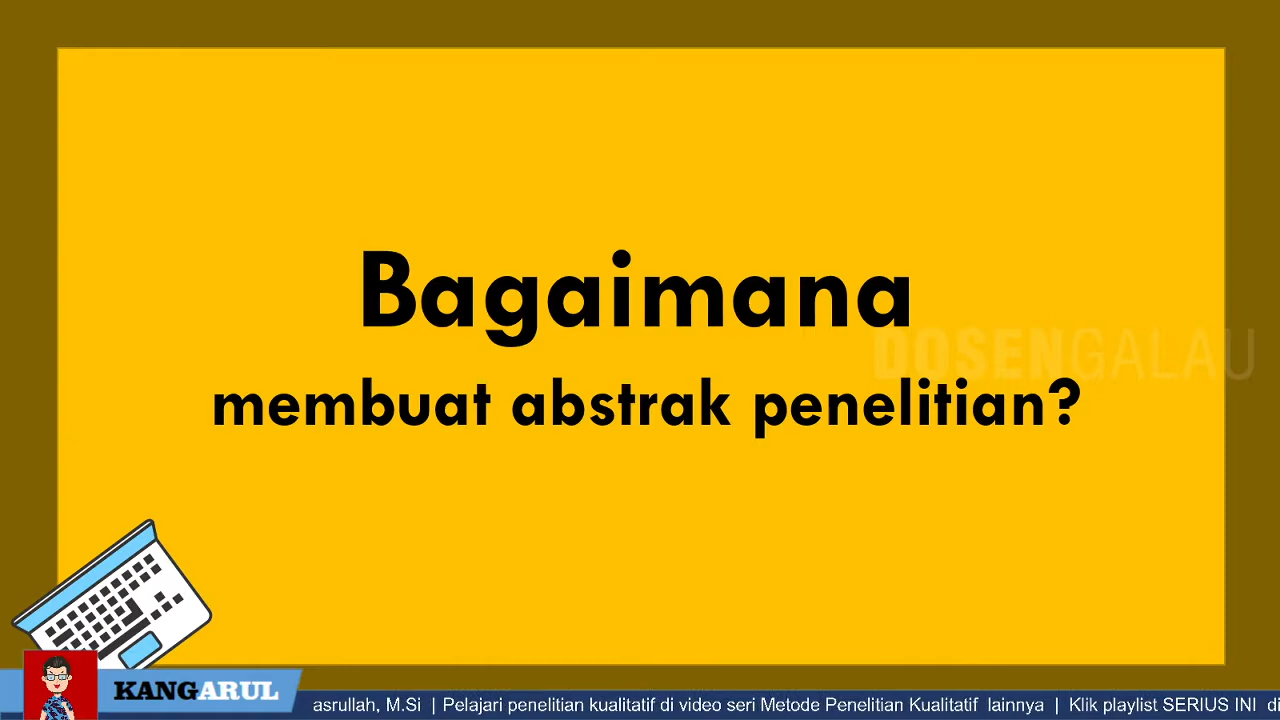 Bagaimana
membuat abstrak penelitian?
DOSENGALAU
KANGARUL
asrullah, M.Si | Pelajari penelitian kualitatif di video seri Metode Penelitian Kualitatif lainnya | Klik playlist SERIUS INI di